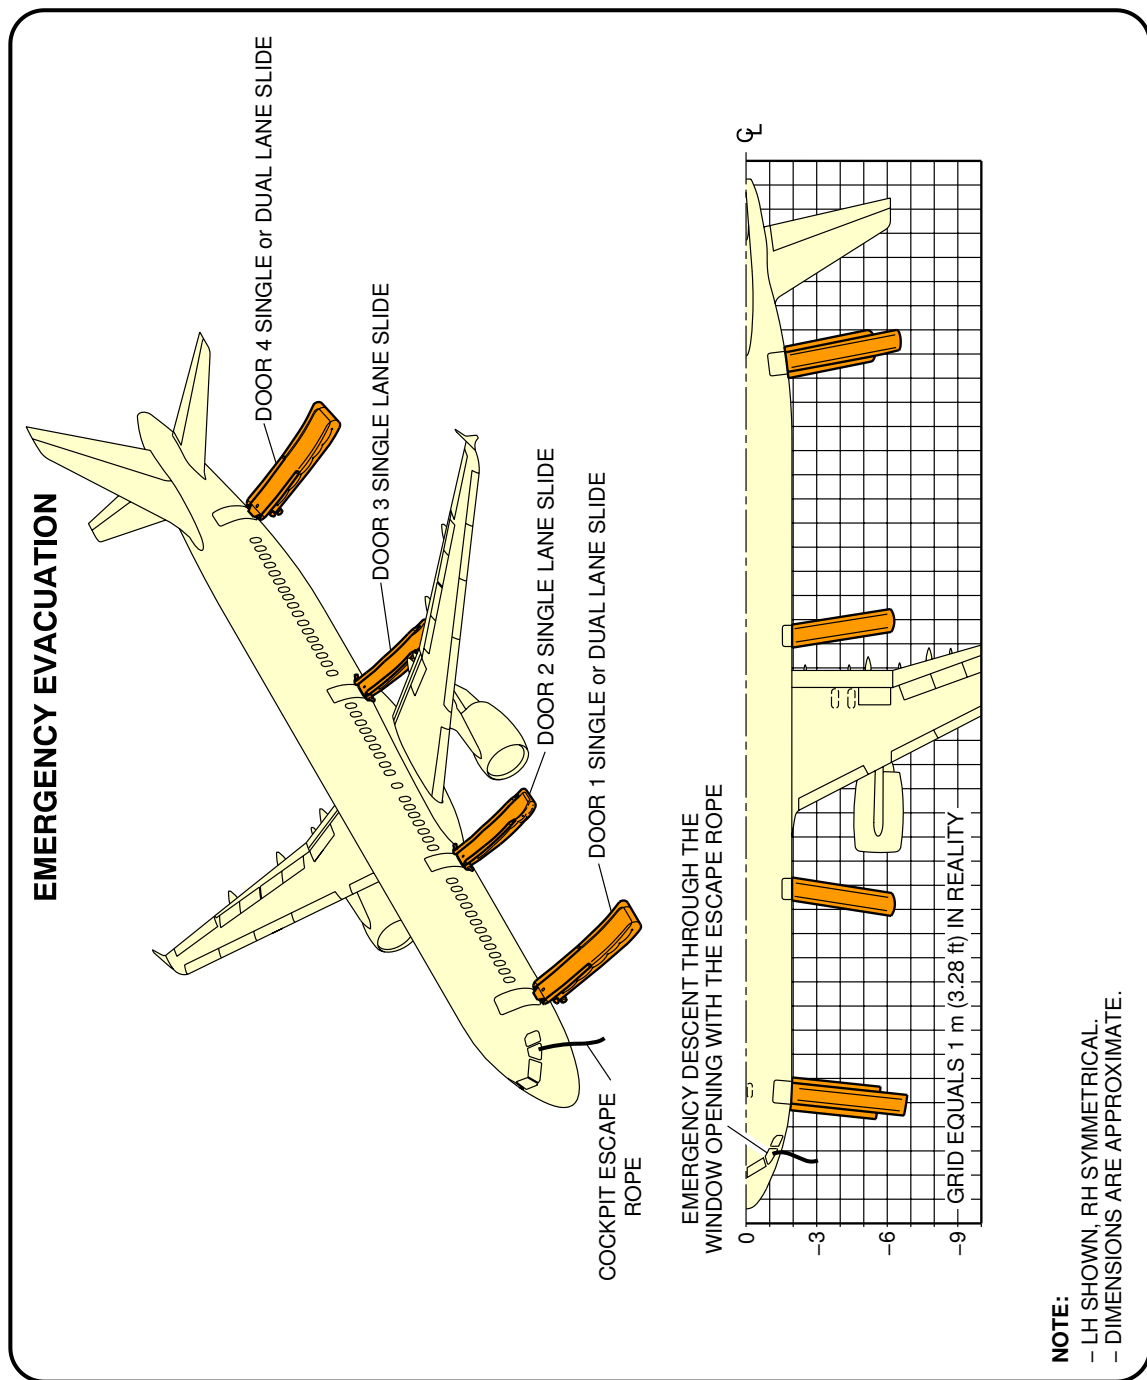 EMERGENCY EVACUATION
DOOR 4 SINGLE or DUAL LANE SLIDE
DOOR 3 SINGLE LANE SLIDE
DOOR 2 SINGLE LANE SLIDE
DOOR 1 SINGLE or DUAL LANE SLIDE
COCKPIT ESCAPE
ROPE
EMERGENCY DESCENT THROUGH THE
WINDOW OPENING WITH THE ESCAPE ROPE
0
–3
–6
–9
℄
GRID EQUALS 1 m (3.28 ft) IN REALITY
NOTE:
– LH SHOWN, RH SYMMETRICAL.
– DIMENSIONS ARE APPROXIMATE.